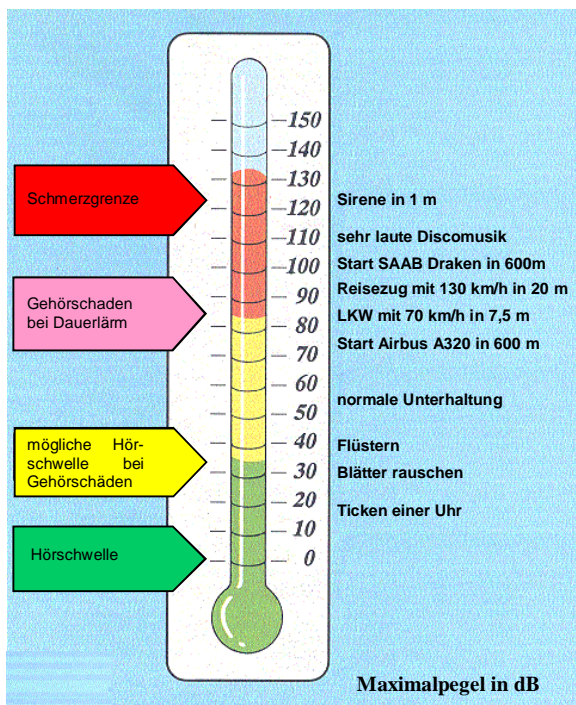 150
140
130
120
110
100
90
80
70
60
50
40
30
20
10
0
Schmerzgrenze
Gehörschaden
bei Dauerlärm
mögliche Hör-
schwelle bei
Gehörschäden
Hörschwelle
Sirene in 1 m
sehr laute Discomusik
Start SAAB Draken in 600m
Reisezug mit 130 km/h in 20 m
LKW mit 70 km/h in 7,5 m
Start Airbus A320 in 600 m
normale Unterhaltung
Flüstern
Blätter rauschen
Ticken einer Uhr
Maximalpegel in dB